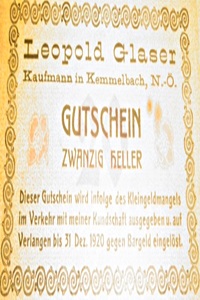 Leopold Glaser
Kaufmann in Kemmelbach, N.-Ö.
GUTSCHEIN
ZWANZIG HELLER
Dieser Gutschein wird infolge des Kleingeldmangels
im Verkehr mit meiner Kundschaft ausgegeben u. auf
Verlangen bis 31 Dez. 1920 gegen Bargeld eingelöst.